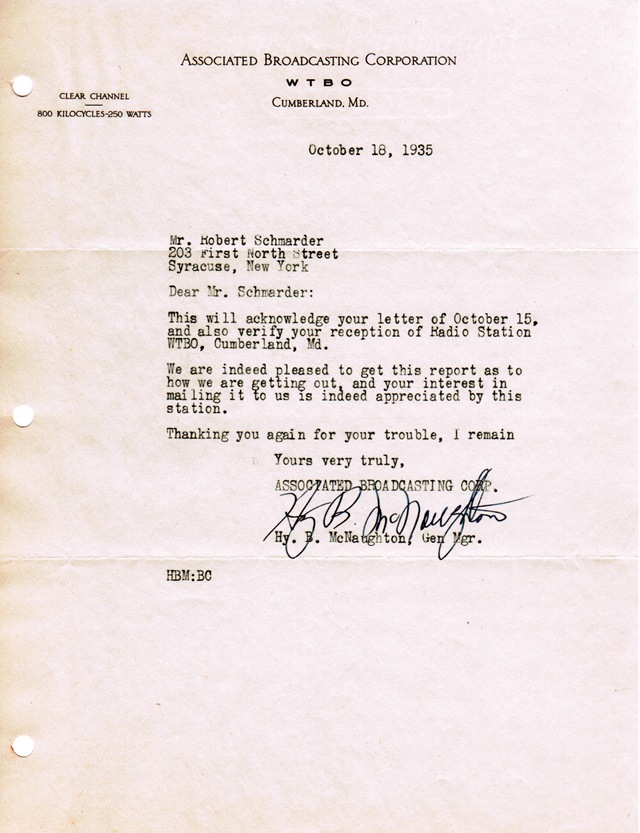 ASSOCIATED BROADCASTING CORPORATION
WTBO
CUMBERLAND, MD.
CLEAR CHANNEL
800 KILOCYCLES-250 WATTS
October 18, 1935
Mr. Robert Schmarder
203 First North Street
Syracuse, New York
Dear Mr. Schmarder:
This will acknowledge your letter of October 15,
and also verify your reception of Radio Station
WTBO, Cumberland, Md.
We are indeed pleased to get this report as to
how we are getting out, and your interest in
mailing it to us is indeed appreciated by this
station.
Thanking you again for your trouble, I remain
Yours very truly,
ASSOCIATED BROADCASTING CORP.
Hy B. McNaughton
Hy. B. McNaughton, Gen Mgr.
HBM:BC